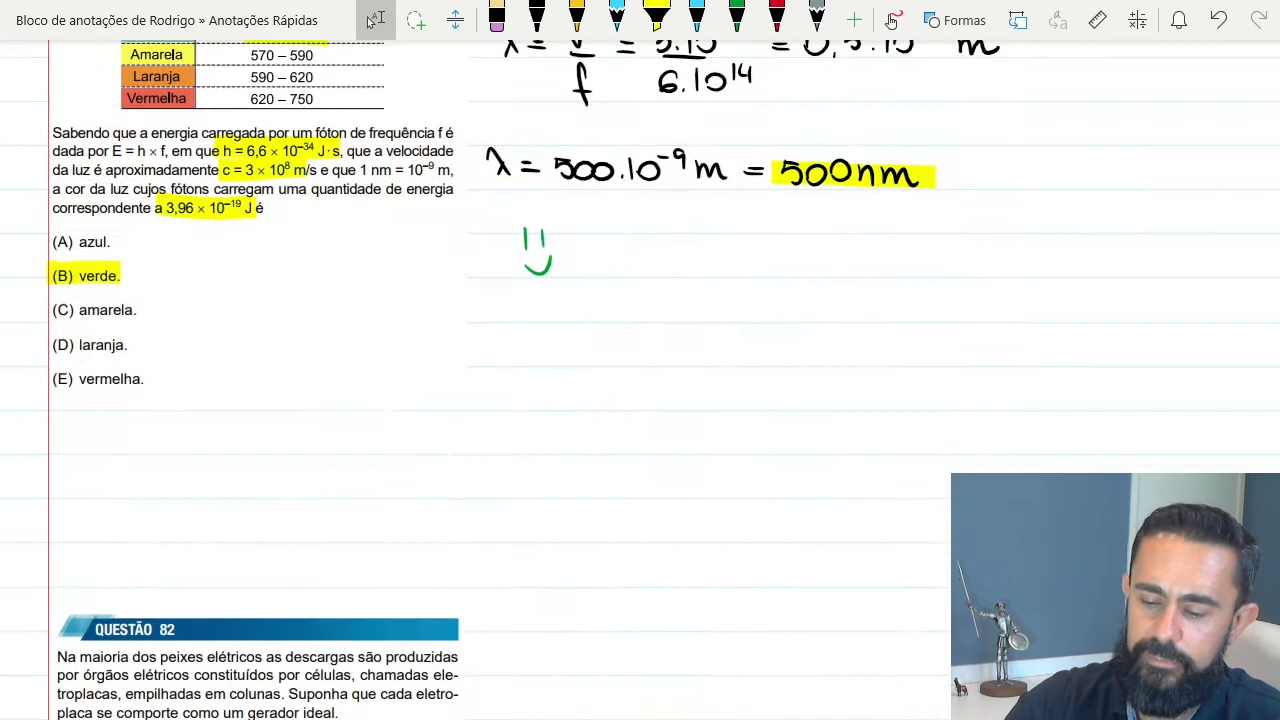 Bloco de notações de Rodrigo » Anotações Rápidas
Formas
Amarela 570 – 590
Laranja 590 – 620
Vermelha 620 – 750
f 6.10¹⁴
Sabendo que a energia carregada por um fóton de frequência f é
dada por E = h × f, em que h = 6,6 × 10⁻³⁴ J·s, que a velocidade
da luz é aproximadamente c = 3 × 10⁸ m/s e que 1 nm = 10⁻⁹ m,
a cor da luz cujos fótons carregam uma quantidade de energia
correspondente a 3,96 × 10⁻¹⁹ J é
λ = 500.10⁻⁹ m = 500nm
(A) azul.
(B) verde.
(C) amarela.
(D) laranja.
(E) vermelha.
QUESTÃO 82
Na maioria dos peixes elétricos as descargas são produzidas
por órgãos elétricos constituídos por células, chamadas ele-
troplacas, empilhadas em colunas. Suponha que cada eletro-
placa se comporte como um gerador ideal.